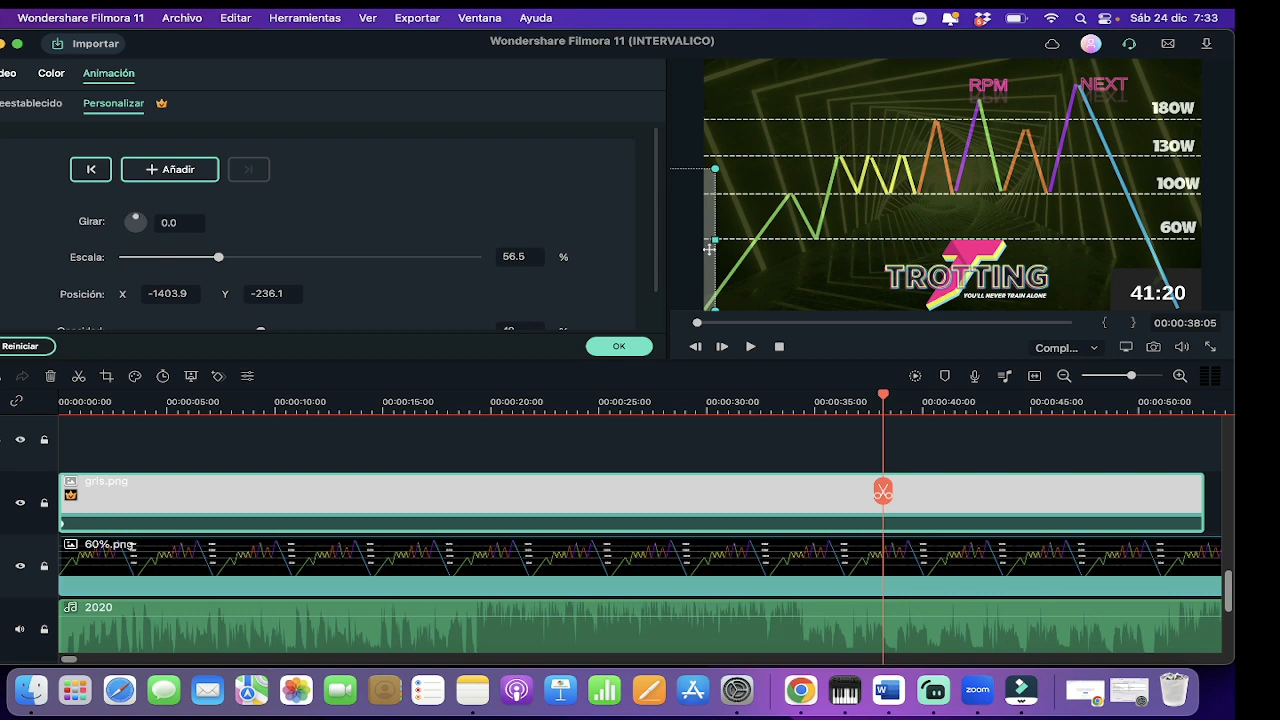 Wondershare Filmora 11 Archivo Editar Herramientas Ver Exportar Ventana Ayuda Sáb 24 dic 7:33
Importar Wondershare Filmora 11 (INTERVALICO)
deo Color Animación
eestablecido Personalizar
Añadir
Girar: 0.0
Escala: 56.5 %
Posición: X -1403.9 Y -236.1
Reiniciar OK
RPM NEXT
180W
130W
100W
60W
TROTTING
YOU'LL NEVER TRAIN ALONE
41:20
{ } 00:00:38:05
Compl...
00:00:00:00 00:00:05:00 00:00:10:00 00:00:15:00 00:00:20:00 00:00:25:00 00:00:30:00 00:00:35:00 00:00:40:00 00:00:45:00 00:00:50:00
gris.png
60%.png
2020
zoom